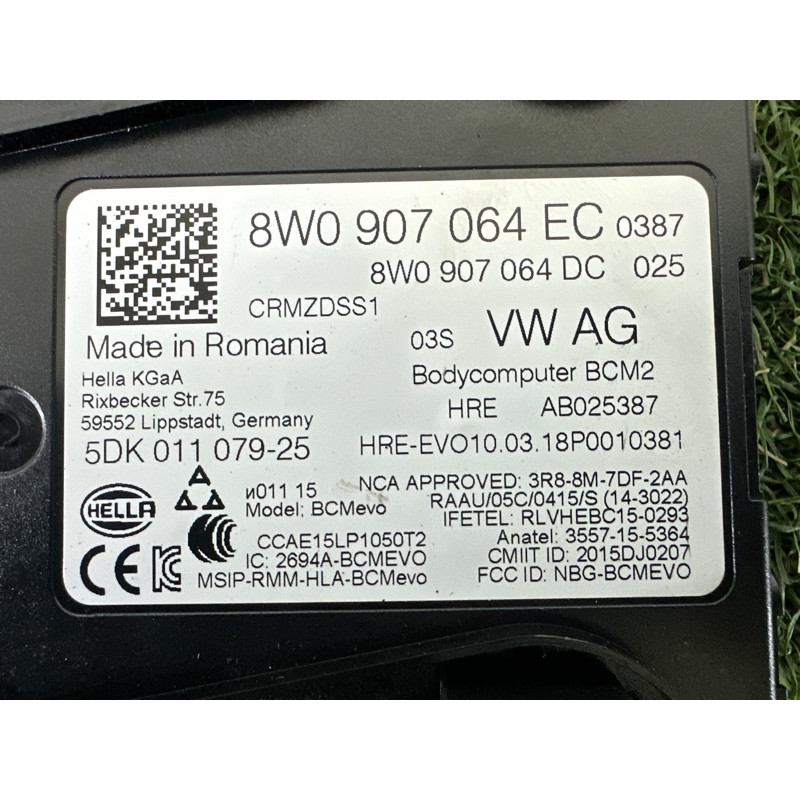 8W0 907 064 EC 0387
8W0 907 064 DC 025
CRMZDSS1
Made in Romania
03S VW AG
Hella KGaA
Rixbecker Str.75
59552 Lippstadt, Germany
Bodycomputer BCM2
HRE AB025387
5DK 011 079-25
HRE-EVO10.03.18P0010381
HELLA
и011 15
Model: BCMevo
NCA APPROVED: 3R8-8M-7DF-2AA
RAAU/05C/0415/S (14-3022)
IFETEL: RLVHEBC15-0293
Anatel: 3557-15-5364
CMIIT ID: 2015DJ0207
FCC ID: NBG-BCMEVO
CE
CCAE15LP1050T2
IC: 2694A-BCMEVO
MSIP-RMM-HLA-BCMevo